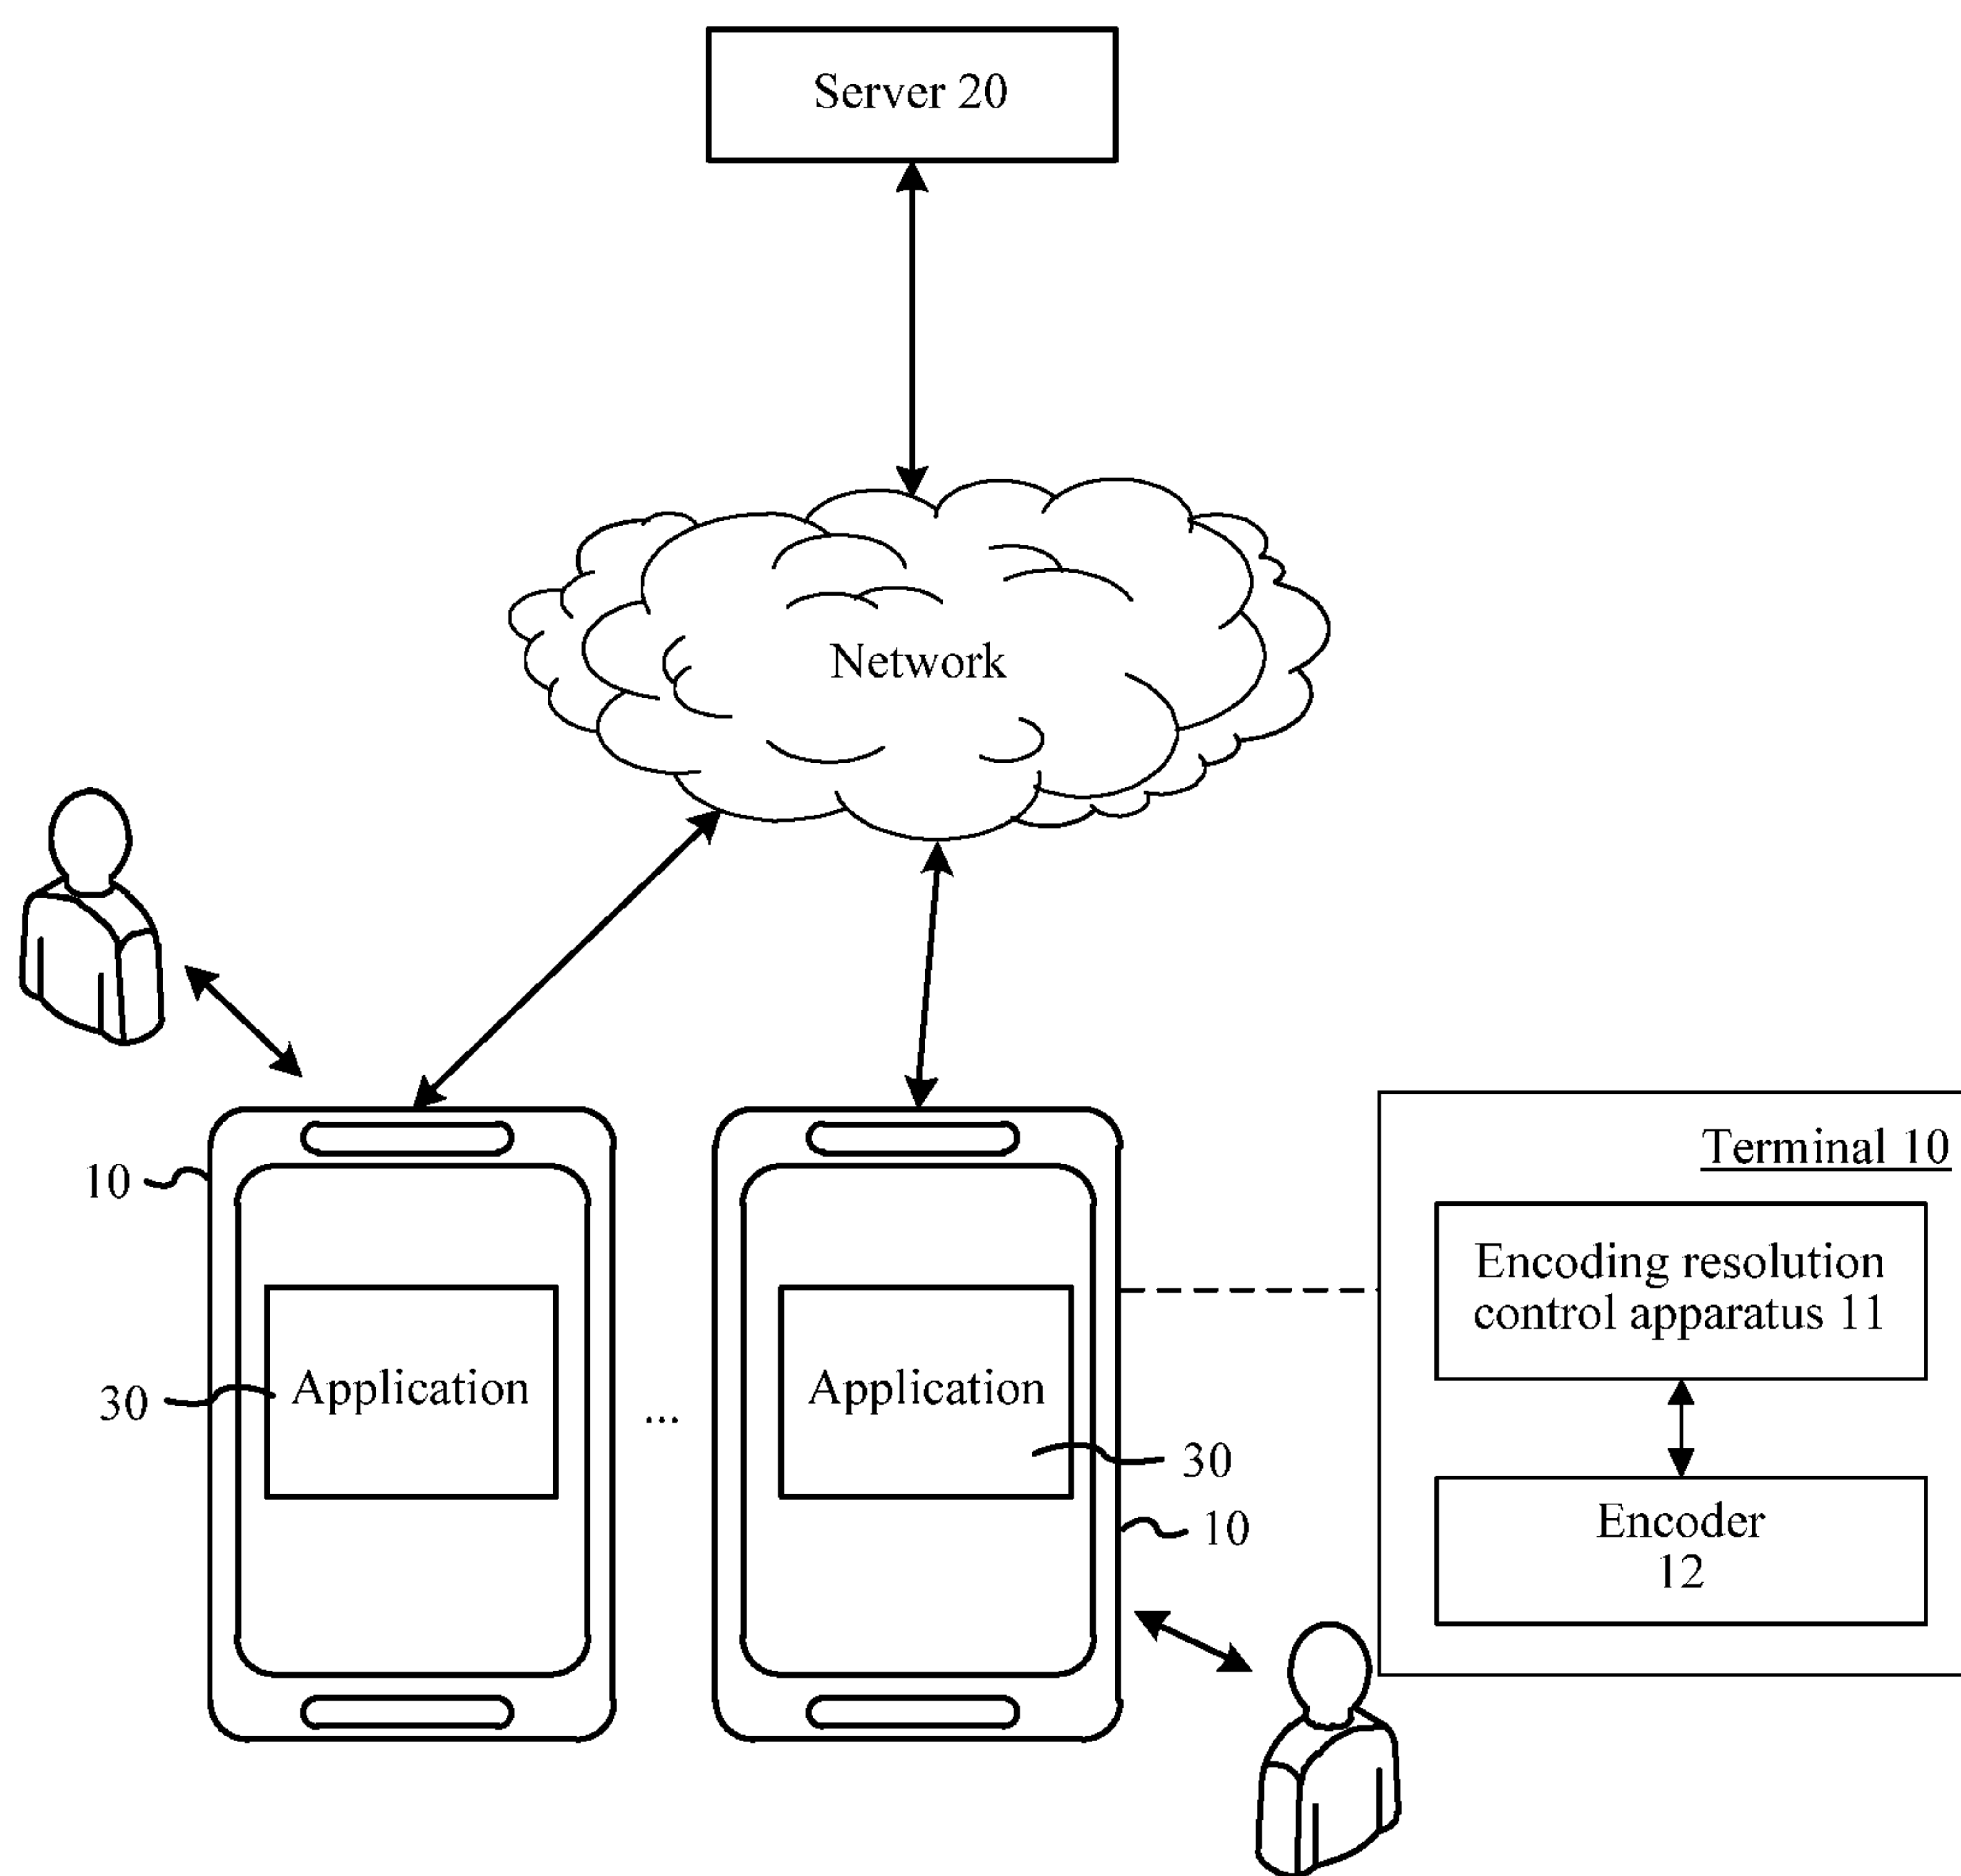 Server 20
Network
10
Terminal 10
Encoding resolution
control apparatus 11
30
Application
...
Application
30
10
Encoder
12